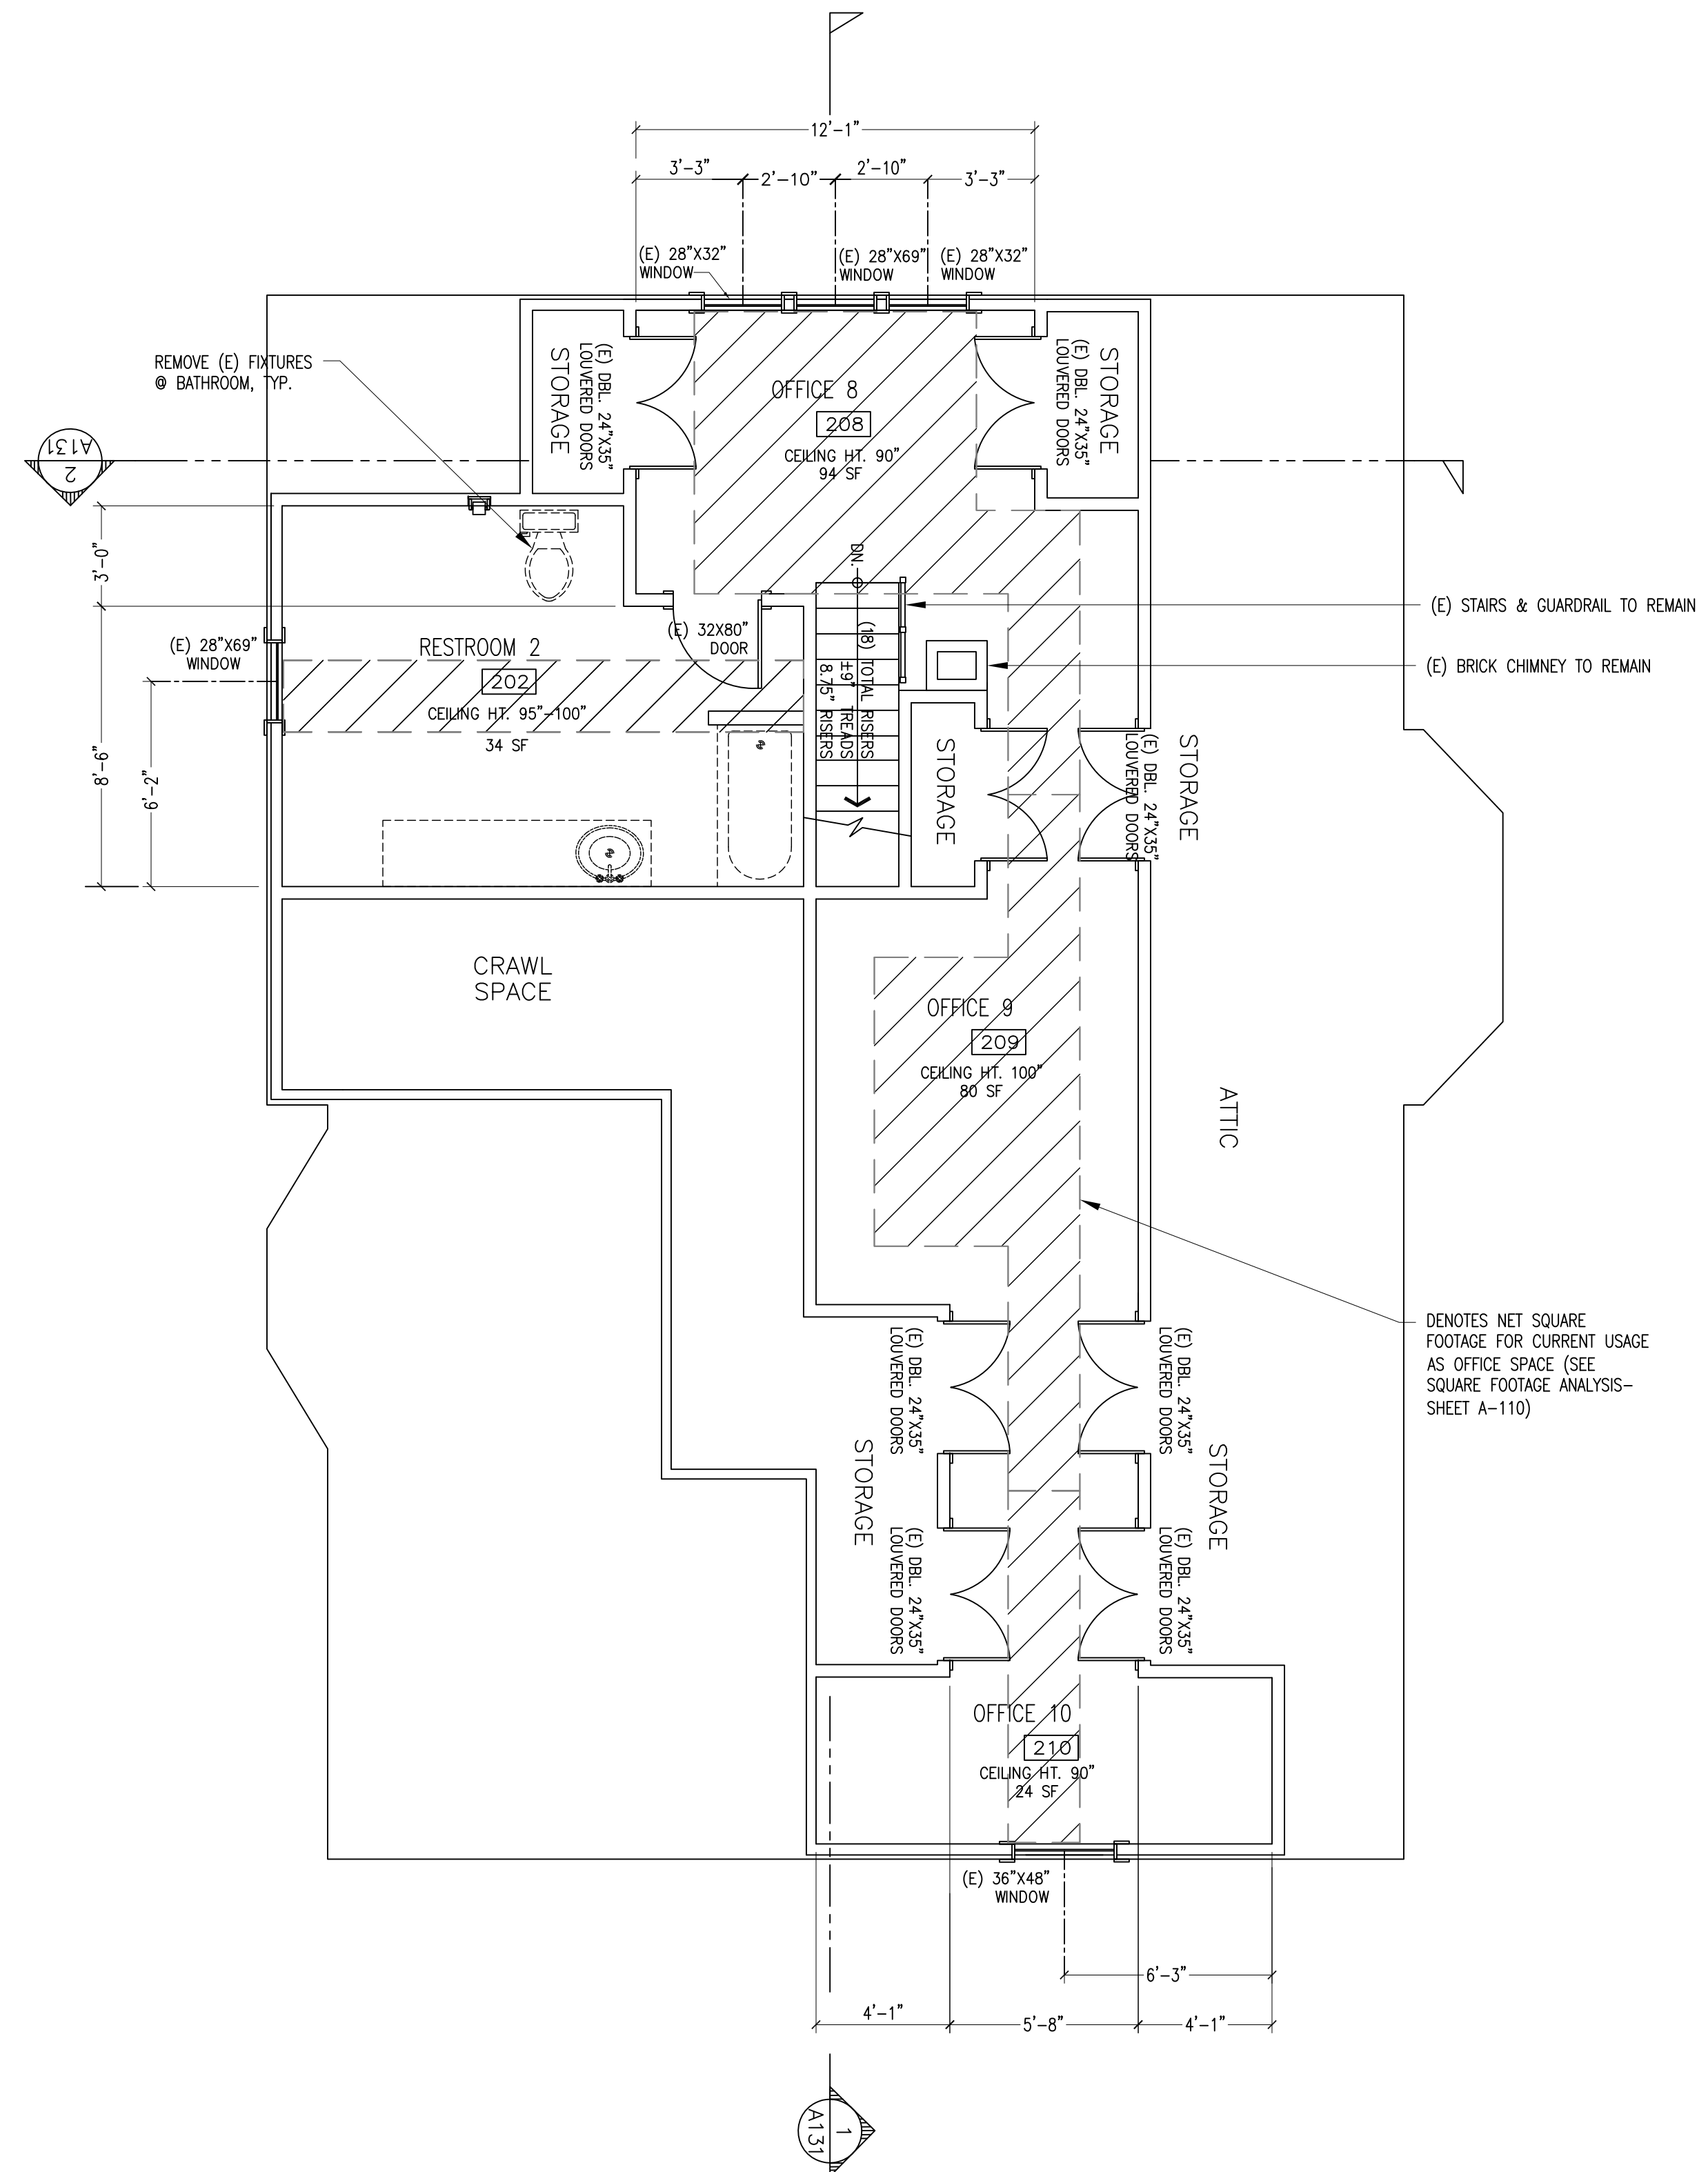 12'-1"
3'-3"
2'-10"
2'-10"
3'-3"
(E) 28"X32"
WINDOW
(E) 28"X69"
WINDOW
(E) 28"X32"
WINDOW
REMOVE (E) FIXTURES
@ BATHROOM, TYP.
STORAGE
(E) DBL. 24"X35"
LOUVERED DOORS
OFFICE 8
208
CEILING HT. 90"
94 SF
(E) DBL. 24"X35"
LOUVERED DOORS
STORAGE
2
A131
3'-0"
8'-6"
6'-2"
(E) 28"X69"
WINDOW
RESTROOM 2
202
CEILING HT. 95"-100"
34 SF
(E) 32X80"
DOOR
DN.
(18) TOTAL RISERS
±9" TREADS
8.75" RISERS
(E) STAIRS & GUARDRAIL TO REMAIN
(E) BRICK CHIMNEY TO REMAIN
STORAGE
(E) DBL. 24"X35"
LOUVERED DOORS
STORAGE
CRAWL
SPACE
OFFICE 9
209
CEILING HT. 100"
80 SF
ATTIC
DENOTES NET SQUARE
FOOTAGE FOR CURRENT USAGE
AS OFFICE SPACE (SEE
SQUARE FOOTAGE ANALYSIS-
SHEET A-110)
(E) DBL. 24"X35"
LOUVERED DOORS
(E) DBL. 24"X35"
LOUVERED DOORS
STORAGE
STORAGE
(E) DBL. 24"X35"
LOUVERED DOORS
(E) DBL. 24"X35"
LOUVERED DOORS
OFFICE 10
210
CEILING HT. 90"
24 SF
(E) 36"X48"
WINDOW
6'-3"
4'-1"
5'-8"
4'-1"
1
A131